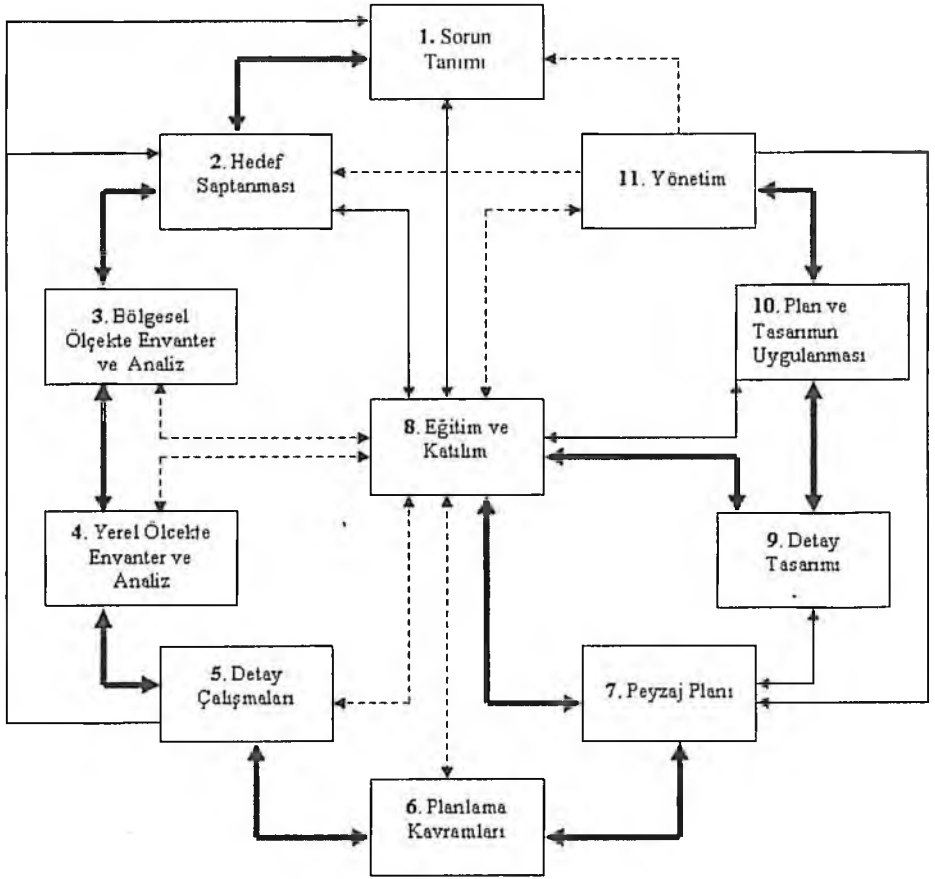 1. Sorun
Tanımı
2. Hedef
Saptanması
11. Yönetim
3. Bölgesel
Ölçekte Envanter
ve Analiz
10. Plan ve
Tasarımın
Uygulanması
8. Eğitim ve
Katılım
4. Yerel Ölçekte
Envanter ve
Analiz
9. Detay
Tasarımı
5. Detay
Çalışmaları
7. Peyzaj Planı
6. Planlama
Kavramları